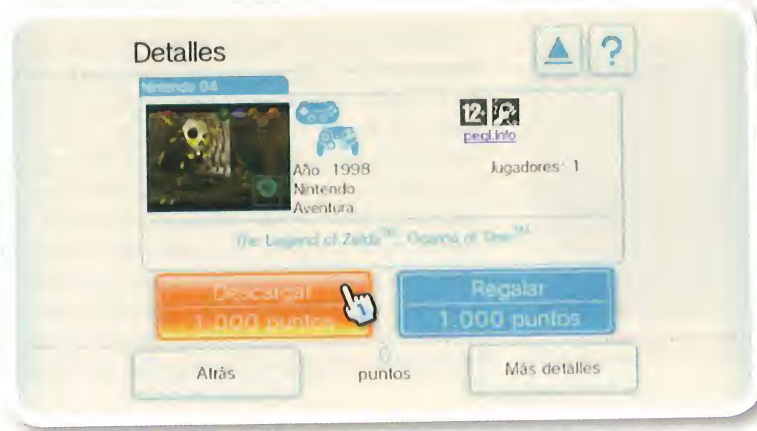 Detalles
?
Nintendo 64
12+
pegi.info
Año 1998
Jugadores: 1
Nintendo
Aventura
The Legend of Zelda™: Ocarina of Time™
Descargar
Regalar
1.000 puntos
1
1.000 puntos
Atrás
0
puntos
Más detalles